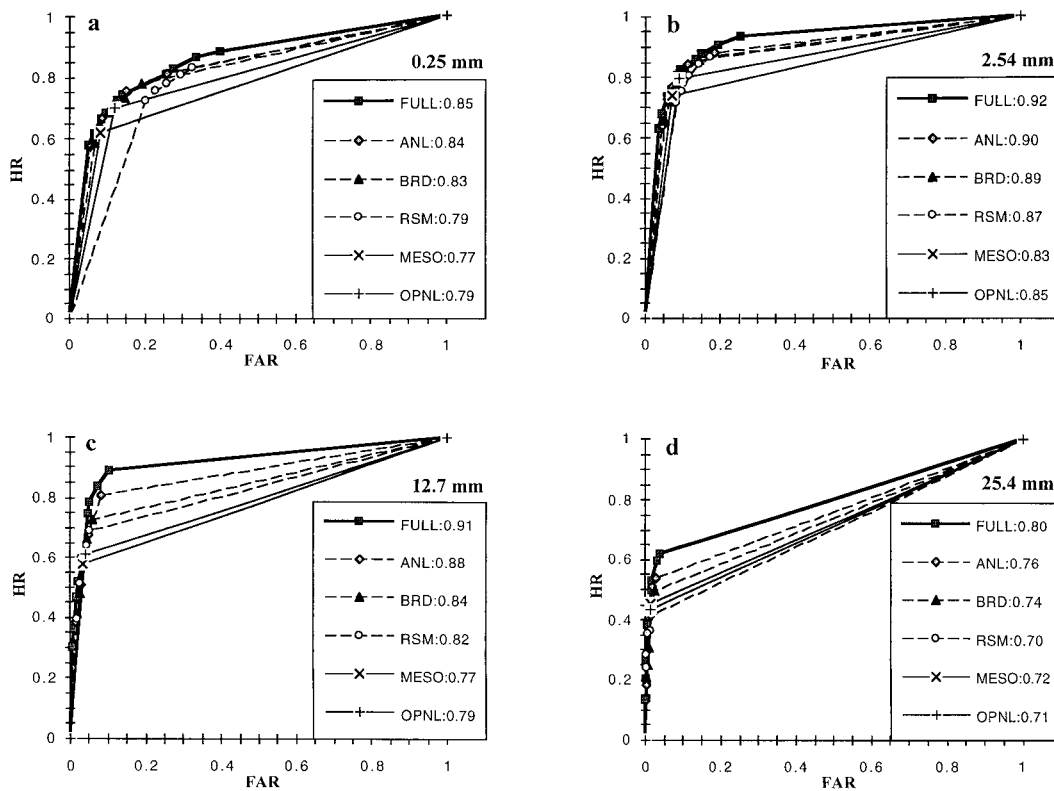 a
0.25 mm
HR
1
0.8
0.6
0.4
0.2
0
FULL:0.85
ANL:0.84
BRD:0.83
RSM:0.79
MESO:0.77
OPNL:0.79
0 0.2 0.4 0.6 0.8 1
FAR
b
2.54 mm
HR
1
0.8
0.6
0.4
0.2
0
FULL:0.92
ANL:0.90
BRD:0.89
RSM:0.87
MESO:0.83
OPNL:0.85
0 0.2 0.4 0.6 0.8 1
FAR
c
12.7 mm
HR
1
0.8
0.6
0.4
0.2
0
FULL:0.91
ANL:0.88
BRD:0.84
RSM:0.82
MESO:0.77
OPNL:0.79
0 0.2 0.4 0.6 0.8 1
FAR
d
25.4 mm
HR
1
0.8
0.6
0.4
0.2
0
FULL:0.80
ANL:0.76
BRD:0.74
RSM:0.70
MESO:0.72
OPNL:0.71
0 0.2 0.4 0.6 0.8 1
FAR